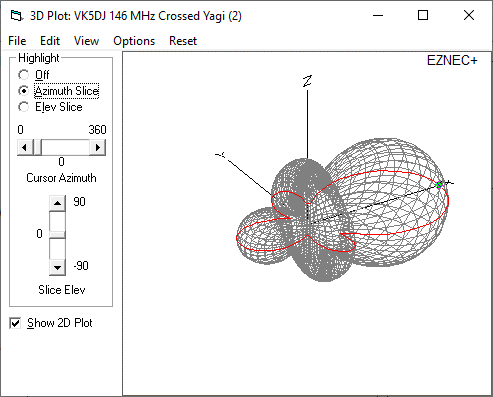 3D Plot: VK5DJ 146 MHz Crossed Yagi (2)
File Edit View Options Reset
Highlight
Off
Azimuth Slice
Elev Slice
0 360
0
Cursor Azimuth
90
0
-90
Slice Elev
Show 2D Plot
EZNEC+
Z